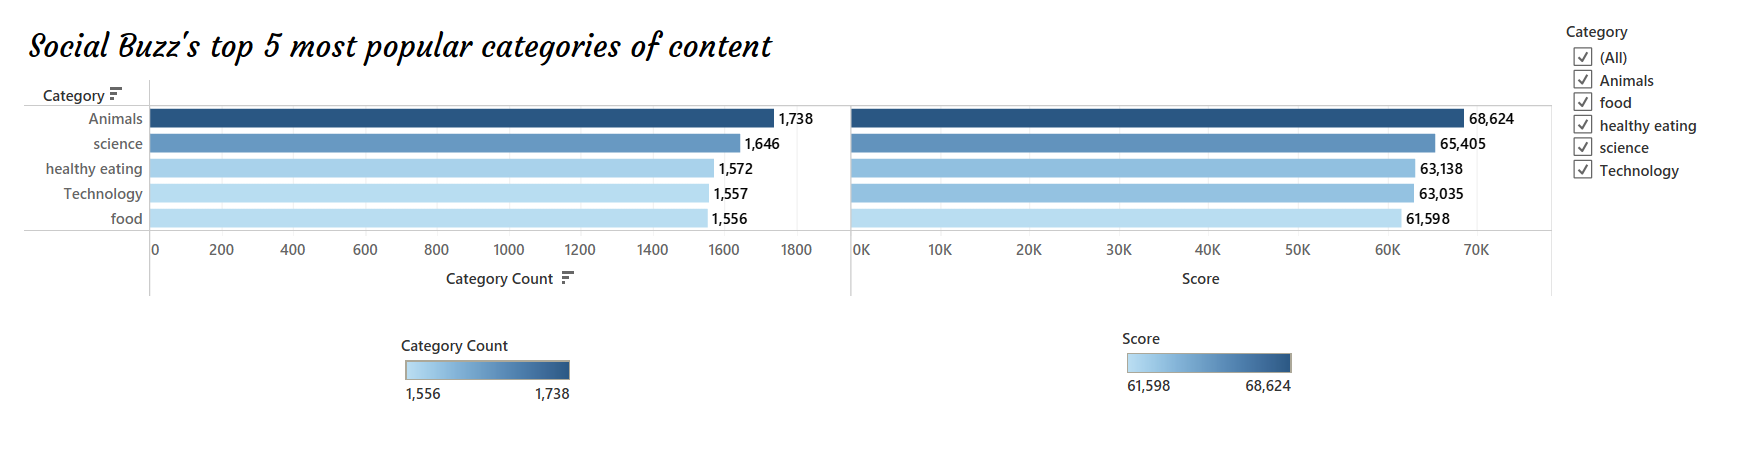 Social Buzz's top 5 most popular categories of content
Category
Animals 1,738 68,624
science 1,646 65,405
healthy eating 1,572 63,138
Technology 1,557 63,035
food 1,556 61,598
0 200 400 600 800 1000 1200 1400 1600 1800 0K 10K 20K 30K 40K 50K 60K 70K
Category Count Score
Category
(All)
Animals
food
healthy eating
science
Technology
Category Count
1,556 1,738
Score
61,598 68,624